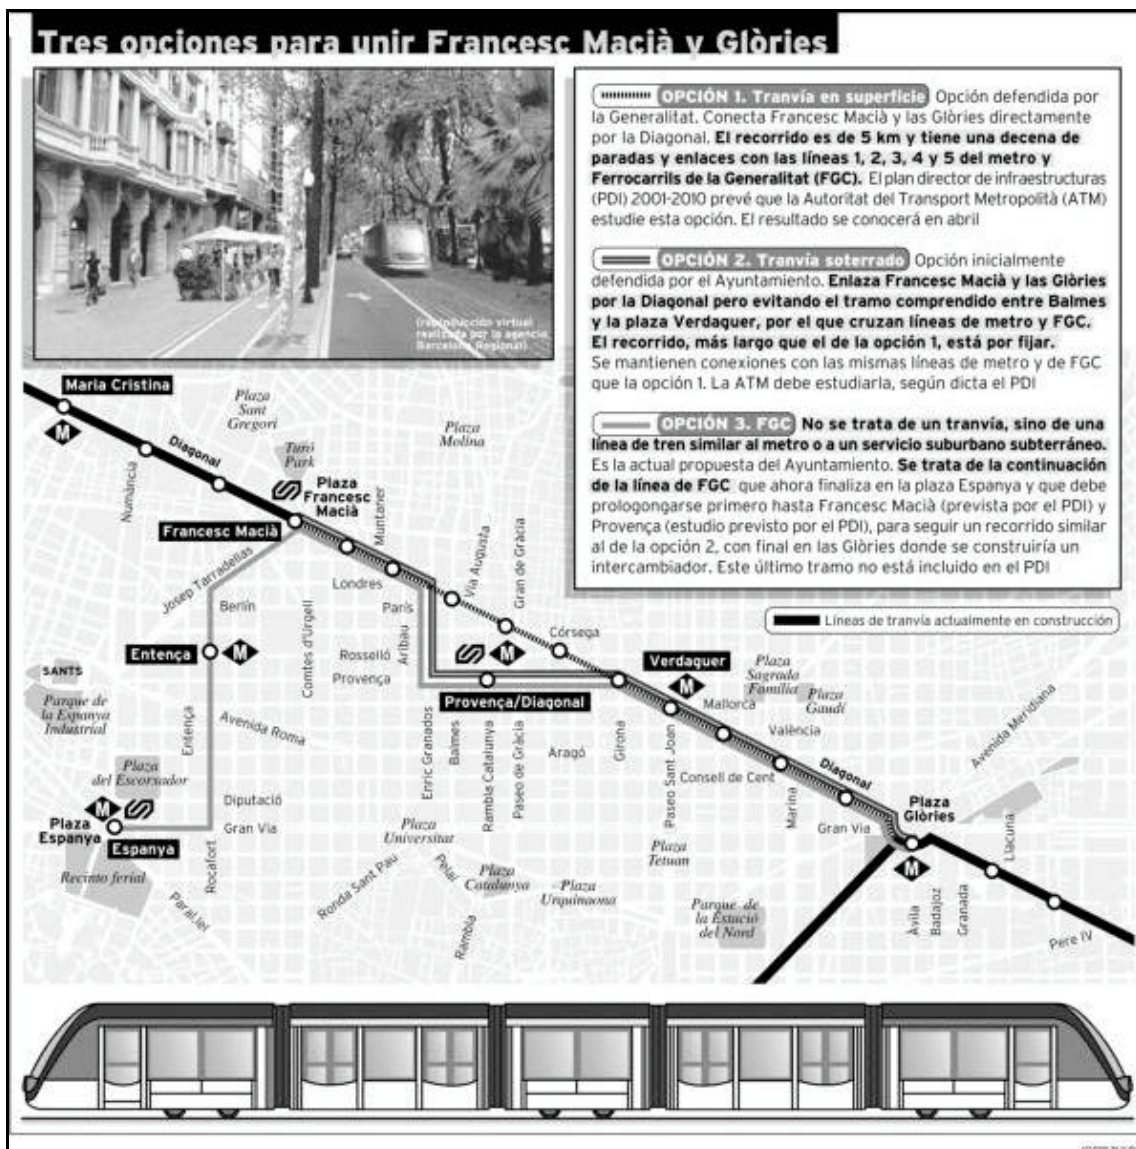 Tres opciones para unir Francesc Macià y Glòries
(reproducción virtual
realizada por la agencia
Barcelona Regional)
OPCIÓN 1. Tranvía en superficie Opción defendida por
la Generalitat. Conecta Francesc Macià y las Glòries directamente
por la Diagonal. El recorrido es de 5 km y tiene una decena de
paradas y enlaces con las líneas 1, 2, 3, 4 y 5 del metro y
Ferrocarrils de la Generalitat (FGC). El plan director de infraestructuras
(PDI) 2001-2010 prevé que la Autoritat del Transport Metropolità (ATM)
estudie esta opción. El resultado se conocerá en abril
OPCIÓN 2. Tranvía soterrado Opción inicialmente
defendida por el Ayuntamiento. Enlaza Francesc Macià y las Glòries
por la Diagonal pero evitando el tramo comprendido entre Balmes
y la plaza Verdaguer, por el que cruzan líneas de metro y FGC.
El recorrido, más largo que el de la opción 1, está por fijar.
Se mantienen conexiones con las mismas líneas de metro y de FGC
que la opción 1. La ATM debe estudiarla, según dicta el PDI
OPCIÓN 3. FGC No se trata de un tranvía, sino de una
línea de tren similar al metro o a un servicio suburbano subterráneo.
Es la actual propuesta del Ayuntamiento. Se trata de la continuación
de la línea de FGC que ahora finaliza en la plaza Espanya y que debe
prologongarse primero hasta Francesc Macià (prevista por el PDI) y
Provença (estudio previsto por el PDI), para seguir un recorrido similar
al de la opción 2, con final en las Glòries donde se construiría un
intercambiador. Este último tramo no está incluido en el PDI
Líneas de tranvía actualmente en construcción
Maria Cristina
M
Diagonal
Numància
Plaza
Sant
Gregori
Turó
Park
Plaza
Molina
Plaza
Francesc
Macià
Francesc Macià
Muntaner
Josep Tarradellas
Londres
Via Augusta
Gran de Gràcia
Berlín
París
Còrsega
Comtes d'Urgell
Aribau
Entença
M
Rosselló
M
Verdaguer
M
Plaza
Sagrada
Família
SANTS
Provença
Provença/Diagonal
Mallorca
Plaza
Gaudí
Parque de
la Espanya
Industrial
Entença
Avenida Roma
Enric Granados
Balmes
Rambla Catalunya
Paseo de Gràcia
Aragó
Girona
Paseo Sant Joan
València
Avenida Meridiana
Plaza
del Escorxador
Consell de Cent
Diagonal
Marina
M
Plaza
Espanya
Espanya
Diputació
Gran Via
Plaza
Universitat
Gran Via
Plaza
Glòries
M
Llacuna
Recinto ferial
Rocafort
Paral.lel
Ronda Sant Pau
Pelai
Plaza
Catalunya
Plaza
Urquinaona
Plaza
Tetuan
Rambla
Parque de
la Estació
del Nord
Àvila
Badajoz
Granada
Pere IV